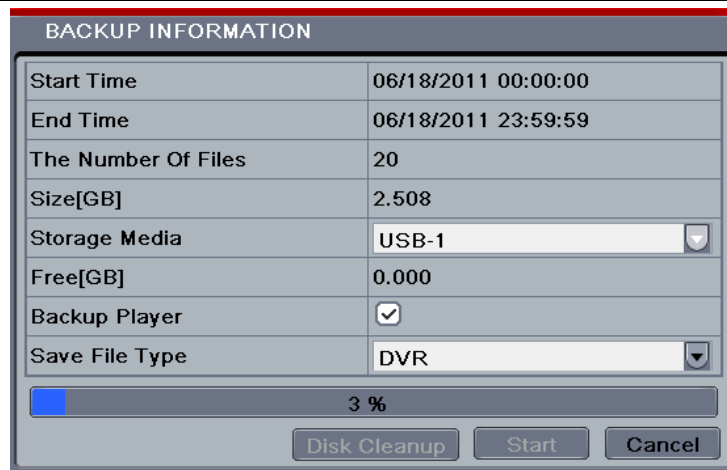 BACKUP INFORMATION
Start Time 06/18/2011 00:00:00
End Time 06/18/2011 23:59:59
The Number Of Files 20
Size[GB] 2.508
Storage Media USB-1
Free[GB] 0.000
Backup Player
Save File Type DVR
3 %
Disk Cleanup Start Cancel